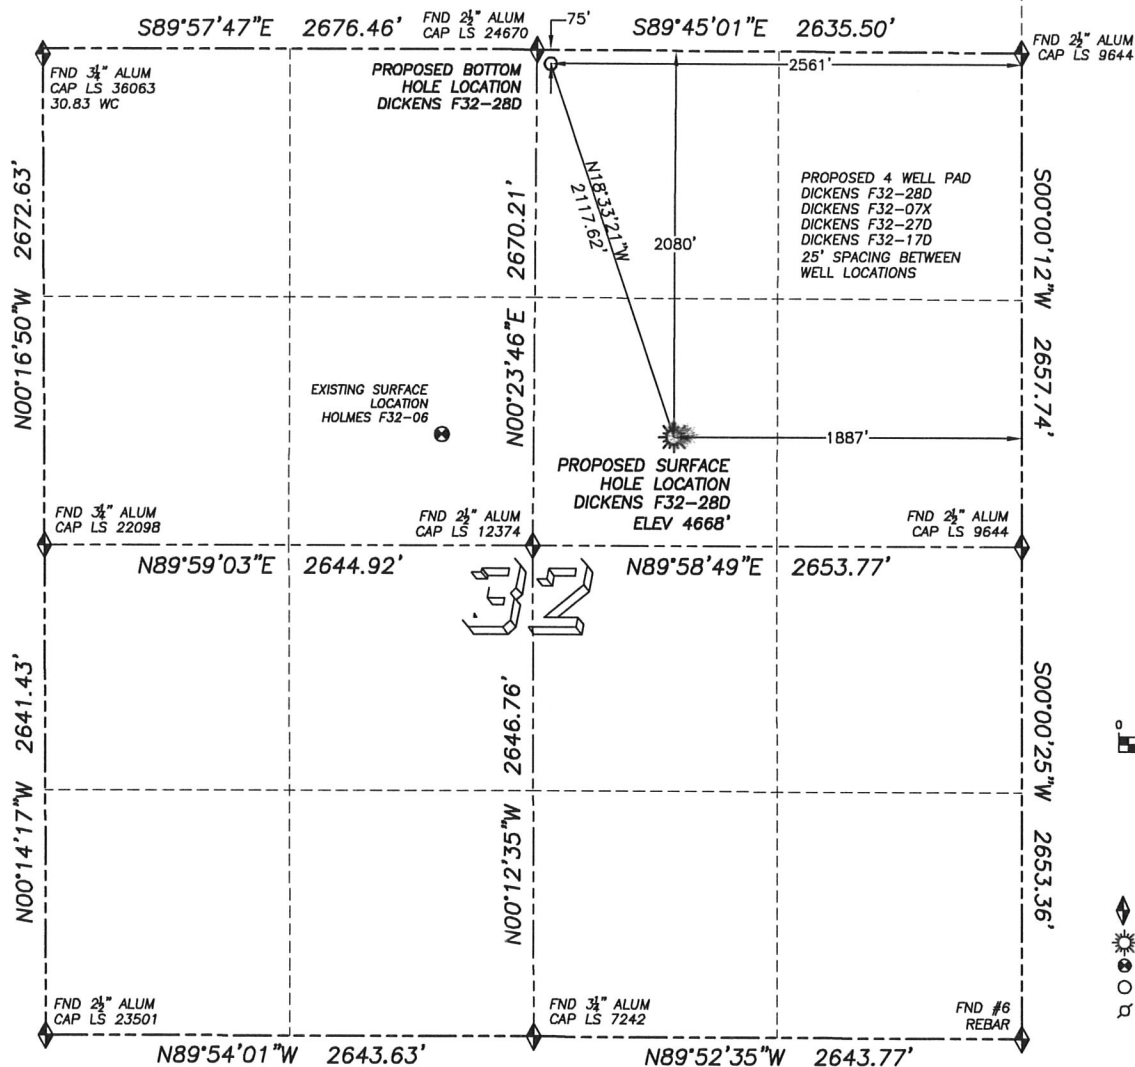 S89°57'47"E 2676.46'
FND 2½" ALUM
CAP LS 24670
75'
S89°45'01"E 2635.50'
FND 2½" ALUM
CAP LS 9644
FND 3¼" ALUM
CAP LS 36063
30.83 WC
PROPOSED BOTTOM
HOLE LOCATION
DICKENS F32-28D
2561'
N00°16'50"W 2672.63'
N00°23'46"E 2670.21'
N18°33'21"W
2117.62'
2080'
PROPOSED 4 WELL PAD
DICKENS F32-28D
DICKENS F32-07X
DICKENS F32-27D
DICKENS F32-17D
25' SPACING BETWEEN
WELL LOCATIONS
S00°00'12"W 2657.74'
EXISTING SURFACE
LOCATION
HOLMES F32-06
1887'
PROPOSED SURFACE
HOLE LOCATION
DICKENS F32-28D
ELEV 4668'
FND 3¼" ALUM
CAP LS 22098
FND 2½" ALUM
CAP LS 12374
FND 2½" ALUM
CAP LS 9644
N89°59'03"E 2644.92'
N89°58'49"E 2653.77'
32
N00°14'17"W 2641.43'
N00°12'35"W 2646.76'
S00°00'25"W 2653.36'
0
FND 2½" ALUM
CAP LS 23501
FND 3¼" ALUM
CAP LS 7242
FND #6
REBAR
N89°54'01"W 2643.63'
N89°52'35"W 2643.77'